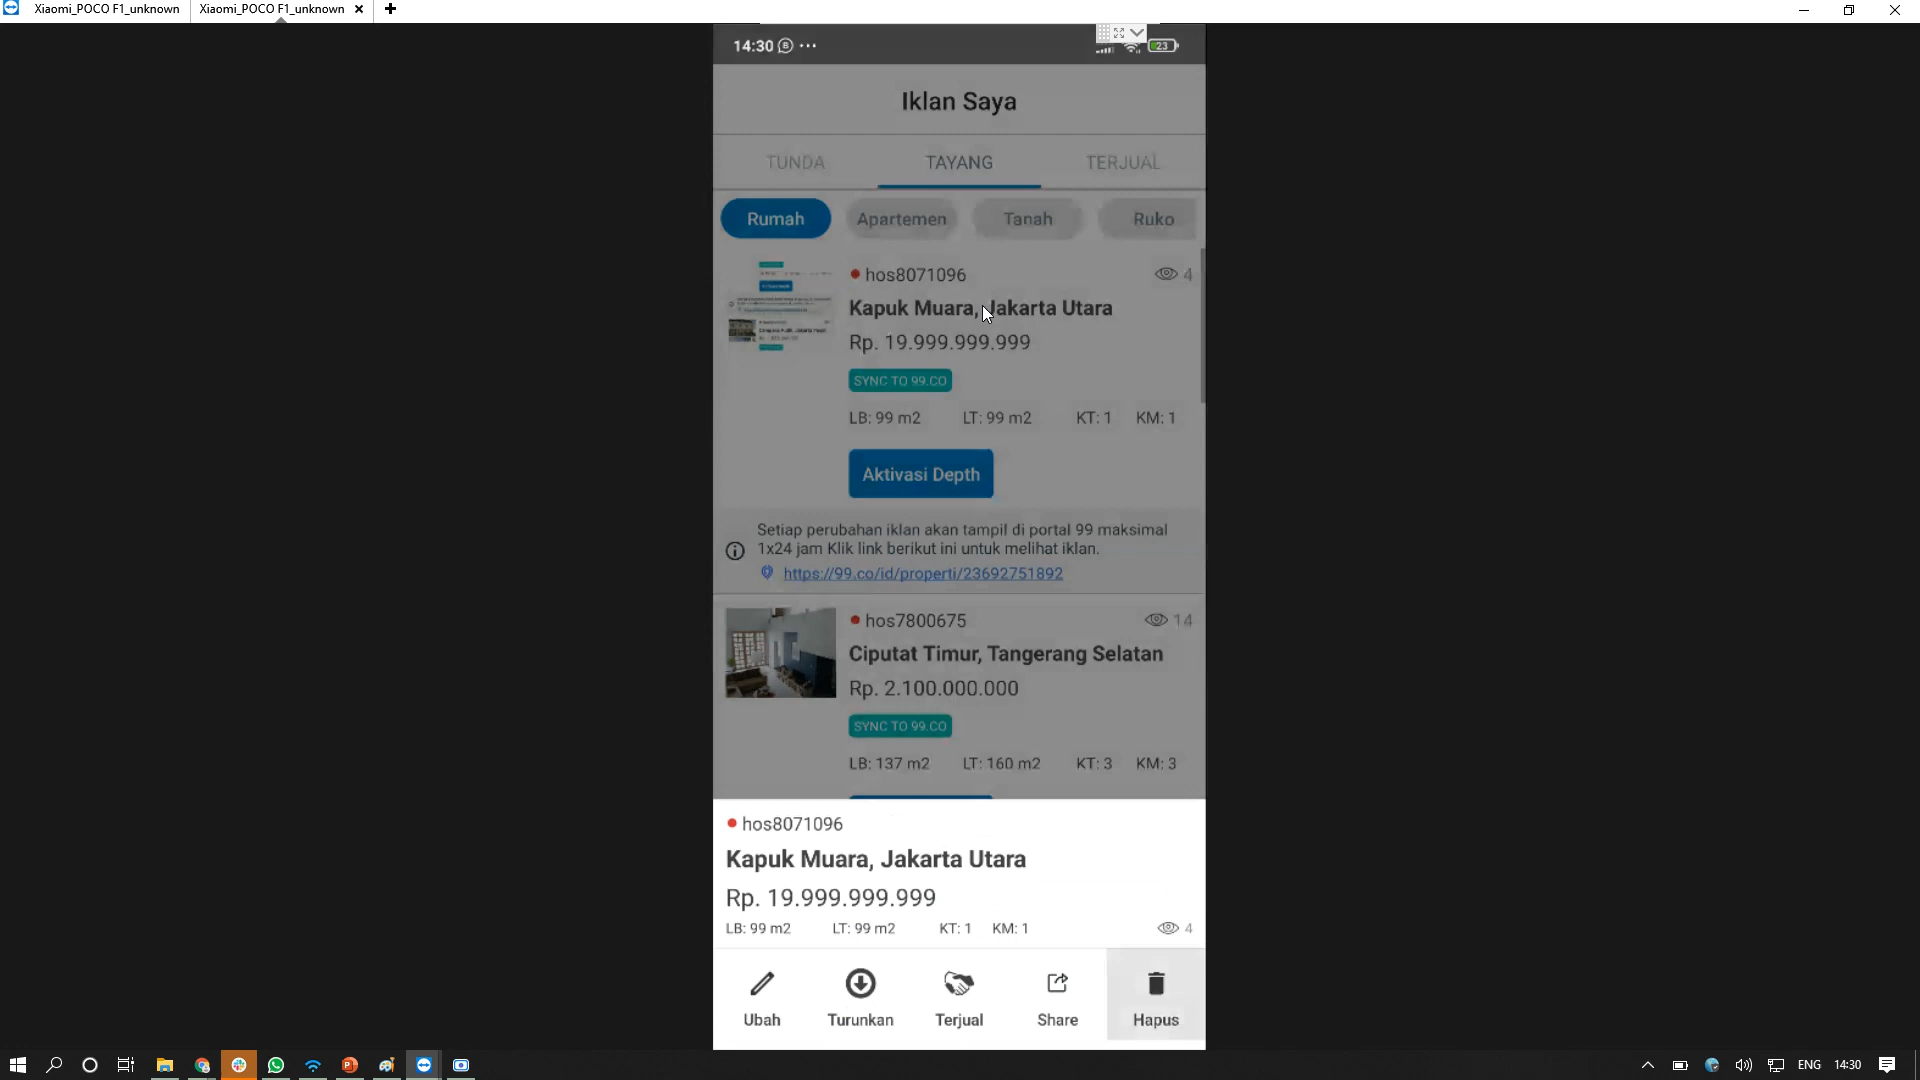 Xiaomi_POCO F1_unknown
Xiaomi_POCO F1_unknown
14:30
23
Iklan Saya
TUNDA TAYANG TERJUAL
Rumah Apartemen Tanah Ruko
hos8071096 4
Kapuk Muara, Jakarta Utara
Rp. 19.999.999.999
SYNC TO 99.CO
LB: 99 m2 LT: 99 m2 KT: 1 KM: 1
Aktivasi Depth
Setiap perubahan iklan akan tampil di portal 99 maksimal
1x24 jam Klik link berikut ini untuk melihat iklan.
https://99.co/id/properti/23692751892
hos7800675 14
Ciputat Timur, Tangerang Selatan
Rp. 2.100.000.000
SYNC TO 99.CO
LB: 137 m2 LT: 160 m2 KT: 3 KM: 3
hos8071096
Kapuk Muara, Jakarta Utara
Rp. 19.999.999.999
LB: 99 m2 LT: 99 m2 KT: 1 KM: 1 4
Ubah Turunkan Terjual Share Hapus
ENG 14:30